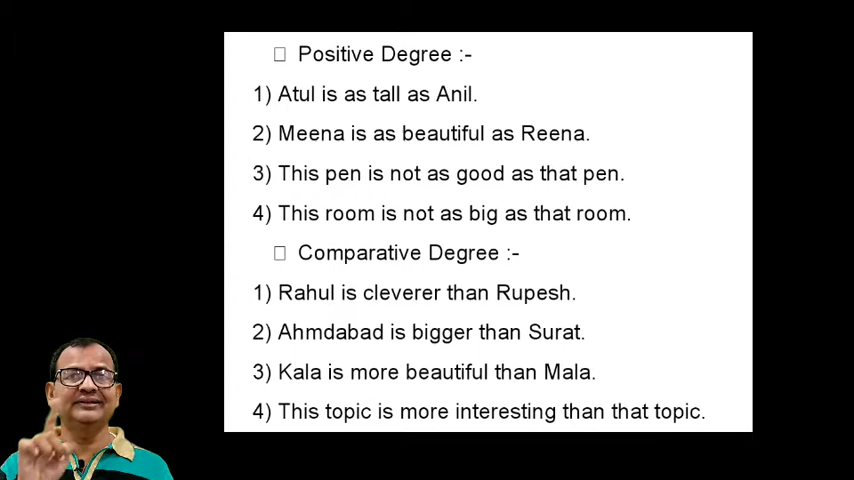 Positive Degree :-
1) Atul is as tall as Anil.
2) Meena is as beautiful as Reena.
3) This pen is not as good as that pen.
4) This room is not as big as that room.
Comparative Degree :-
1) Rahul is cleverer than Rupesh.
2) Ahmdabad is bigger than Surat.
3) Kala is more beautiful than Mala.
4) This topic is more interesting than that topic.